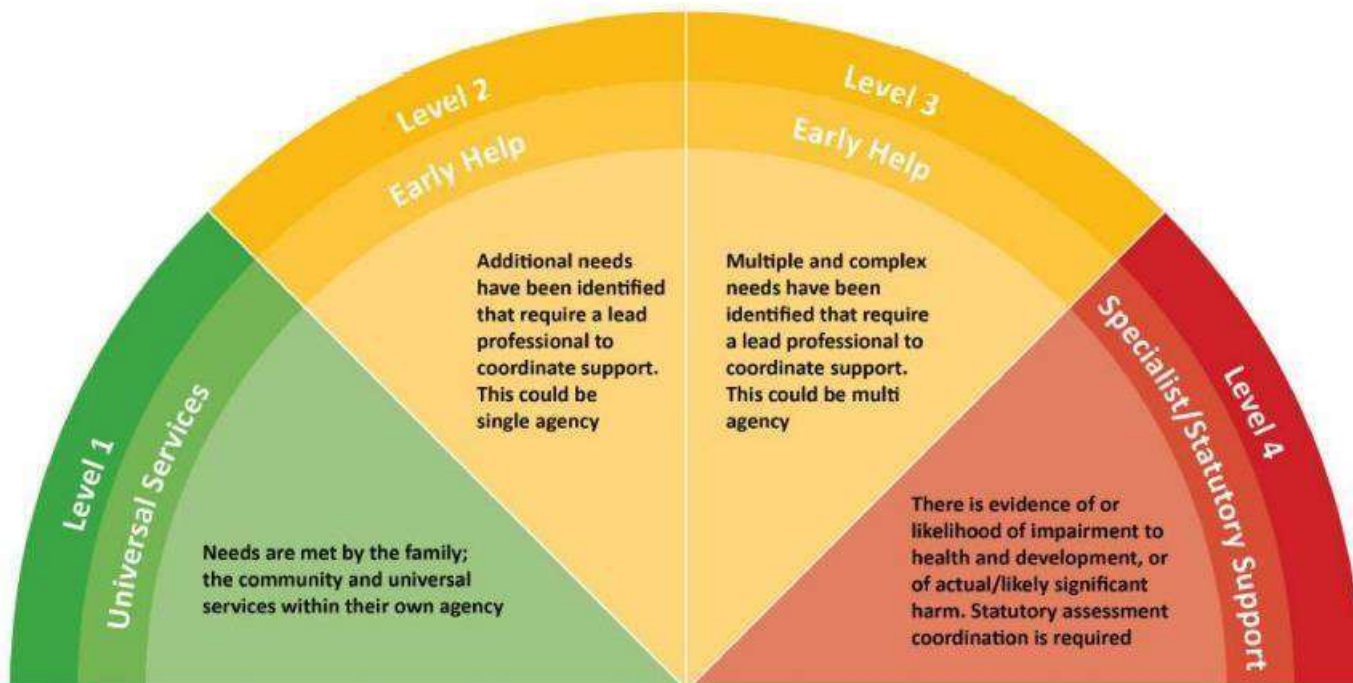 Level 1
Universal Services
Needs are met by the family;
the community and universal
services within their own agency
Level 2
Early Help
Additional needs
have been identified
that require a lead
professional to
coordinate support.
This could be
single agency
Level 3
Early Help
Multiple and complex
needs have been
identified that require
a lead professional to
coordinate support.
This could be multi
agency
Level 4
Specialist/Statutory Support
There is evidence of or
likelihood of impairment to
health and development, or
of actual/likely significant
harm. Statutory assessment
coordination is required